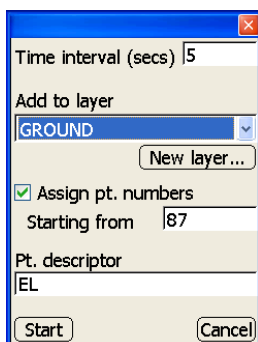 Time interval (secs) 5
Add to layer
GROUND
New layer...
Assign pt. numbers
Starting from 87
Pt. descriptor
EL
Start Cancel